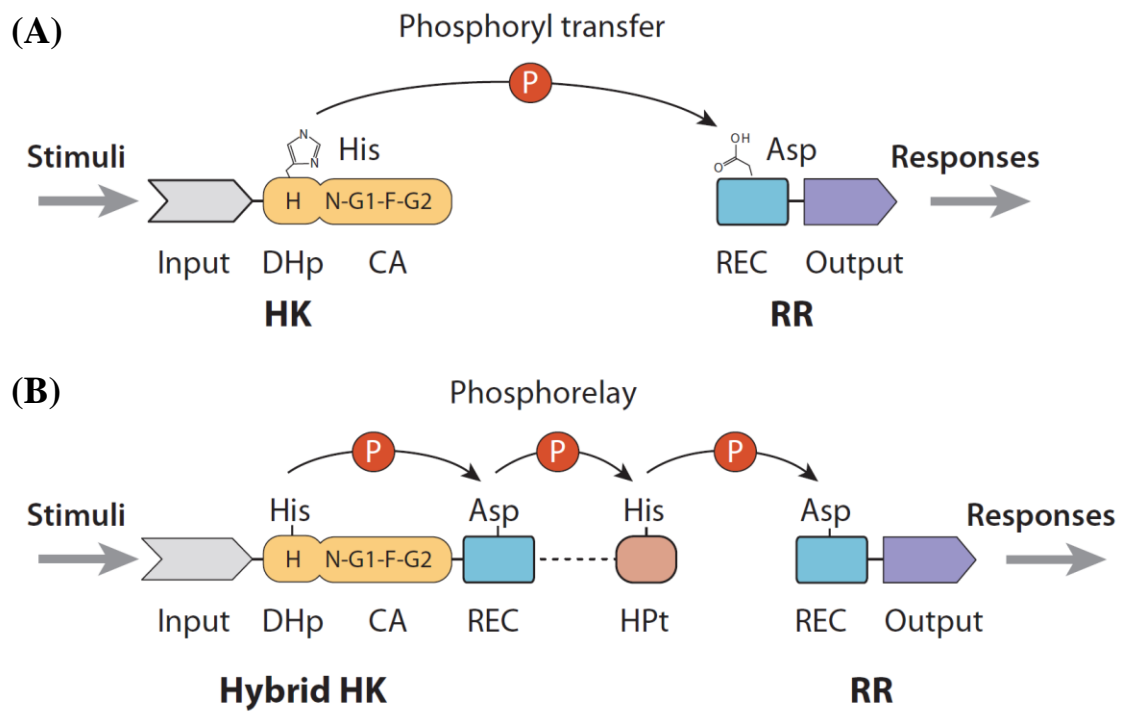 (A)
Phosphoryl transfer
P
N
N
His
OH
O
Asp
Stimuli
Responses
H N-G1-F-G2
Input DHp CA
REC Output
HK
RR
(B)
Phosphorelay
P P P
His Asp His Asp
Stimuli
Responses
H N-G1-F-G2
Input DHp CA REC HPt REC Output
Hybrid HK
RR